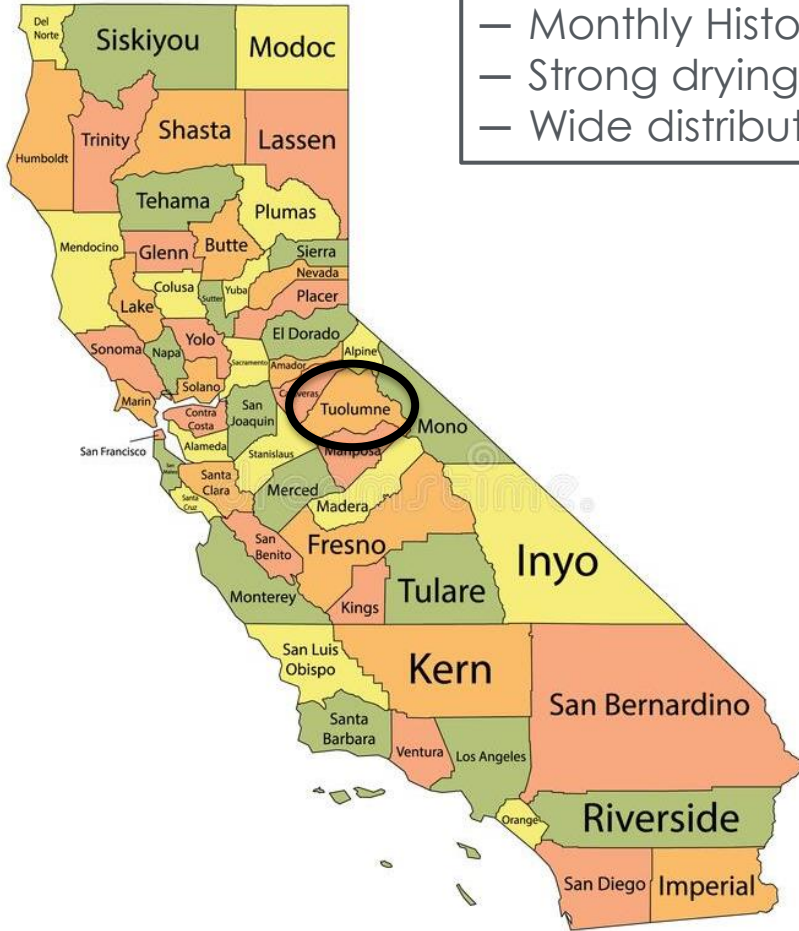 — Monthly Histo
— Strong drying
— Wide distribut
Del
Norte
Siskiyou
Modoc
Humboldt
Trinity
Shasta
Lassen
Tehama
Plumas
Mendocino
Glenn
Butte
Sierra
Nevada
Colusa
Sutter
Yuba
Placer
Lake
El Dorado
Sonoma
Napa
Yolo
Sacramento
Amador
Alpine
Solano
Marin
Contra
Costa
San
Joaquin
Tuolumne
Mono
San Francisco
Alameda
Stanislaus
Mariposa
San
Mateo
Santa
Clara
Santa
Cruz
Merced
Madera
dreamstime.
San
Benito
Fresno
Inyo
Monterey
Kings
Tulare
San Luis
Obispo
Kern
San Bernardino
Santa
Barbara
Ventura
Los Angeles
Orange
Riverside
San Diego
Imperial